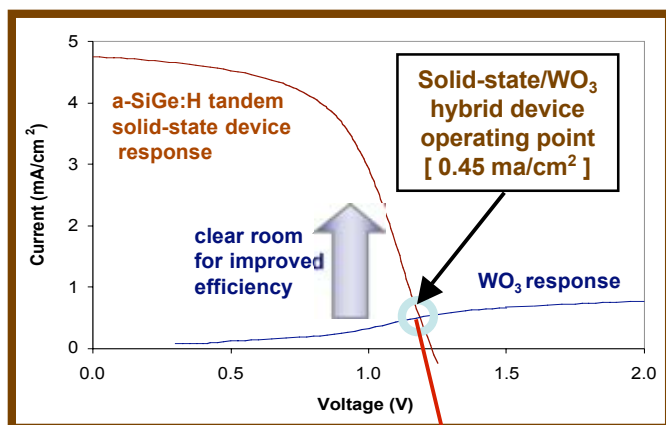 5
4
3
2
1
0
Current (mA/cm²)
a-SiGe:H tandem
solid-state device
response
Solid-state/WO₃
hybrid device
operating point
[ 0.45 ma/cm² ]
clear room
for improved
efficiency
WO₃ response
0.0 0.5 1.0 1.5 2.0
Voltage (V)